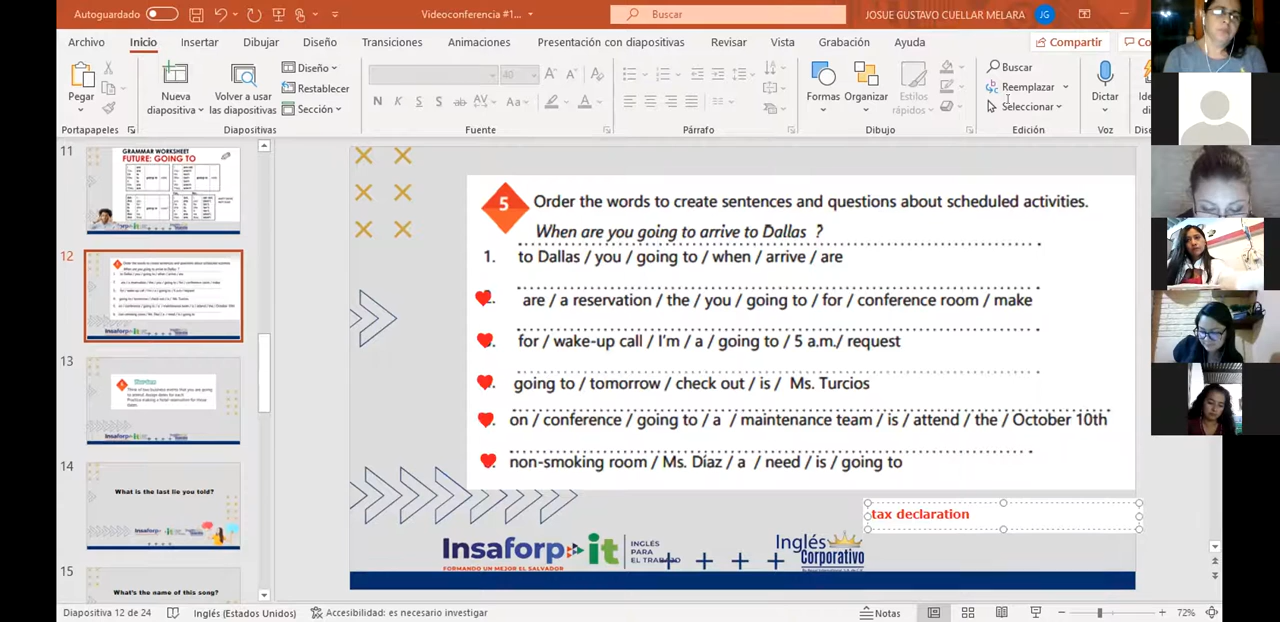 Autoguardado
Videoconferencia #1...
Buscar
JOSUE GUSTAVO CUELLAR MELARA
JG
Archivo Inicio Insertar Dibujar Diseño Transiciones Animaciones Presentación con diapositivas Revisar Vista Grabación Ayuda
Compartir
Co
Pegar
Nueva diapositiva
Volver a usar las diapositivas
Diseño
Restablecer
Sección
40
N K S S ab AV Aa A
Formas
Organizar
Estilos rápidos
Buscar
Reemplazar
Seleccionar
Dictar
Portapapeles
Diapositivas
Fuente
Párrafo
Dibujo
Edición
Voz
11
GRAMMAR WORKSHEET
FUTURE: GOING TO
12
13
14
What is the last lie you told?
15
What's the name of this song?
5
Order the words to create sentences and questions about scheduled activities.
When are you going to arrive to Dallas ?
1. to Dallas / you / going to / when / arrive / are
are / a reservation / the / you / going to / for / conference room / make
for / wake-up call / I'm / a / going to / 5 a.m./ request
going to / tomorrow / check out / is / Ms. Turcios
on / conference / going to / a / maintenance team / is / attend / the / October 10th
non-smoking room / Ms. Díaz / a / need / is / going to
tax declaration
Insaforp it
FORMANDO UN MEJOR EL SALVADOR
INGLÉS
PARA
EL TRABAJO
Inglés
Corporativo
Diapositiva 12 de 24
Inglés (Estados Unidos)
Accesibilidad: es necesario investigar
Notas
72%